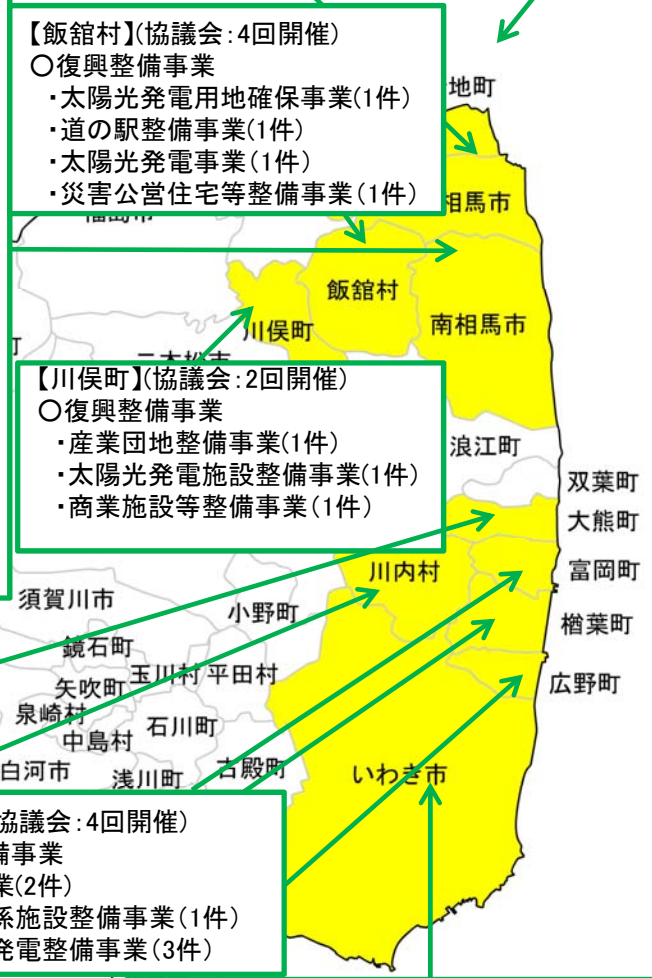 【飯舘村】(協議会:4回開催)
○復興整備事業
・太陽光発電用地確保事業(1件)
・道の駅整備事業(1件)
・太陽光発電事業(1件)
・災害公営住宅等整備事業(1件)
地町
相馬市
飯舘村
南相馬市
川俣町
【川俣町】(協議会:2回開催)
○復興整備事業
・産業団地整備事業(1件)
・太陽光発電施設整備事業(1件)
・商業施設等整備事業(1件)
浪江町
双葉町
大熊町
富岡町
川内村
楢葉町
広野町
須賀川市
小野町
鏡石町
玉川村
平田村
矢吹町
泉崎村
中島村
石川町
白河市
浅川町
古殿町
いわき市
協議会:4回開催)
備事業
業(2件)
系施設整備事業(1件)
発電整備事業(3件)